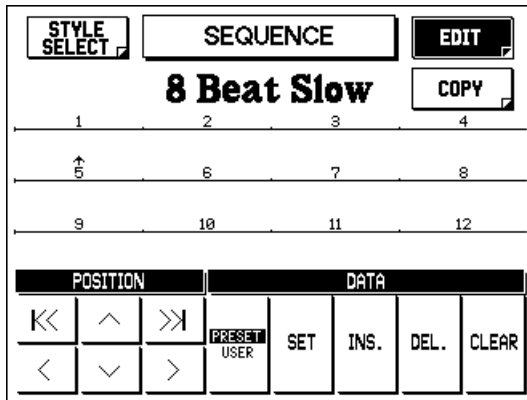 STYLE
SELECT
SEQUENCE
EDIT
8 Beat Slow
COPY
1 2 3 4
5 6 7 8
9 10 11 12
POSITION DATA
PRESET
USER
SET INS. DEL. CLEAR